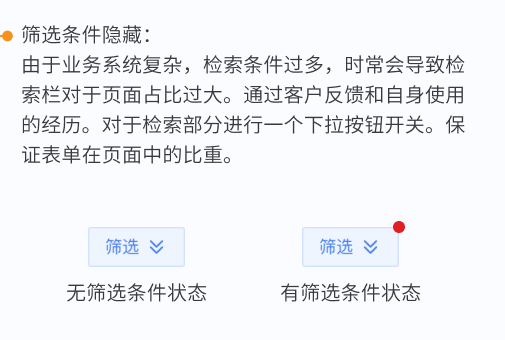 筛选条件隐藏：
由于业务系统复杂，检索条件过多，时常会导致检
索栏对于页面占比过大。通过客户反馈和自身使用
的经历。对于检索部分进行一个下拉按钮开关。保
证表单在页面中的比重。
筛选
筛选
无筛选条件状态
有筛选条件状态